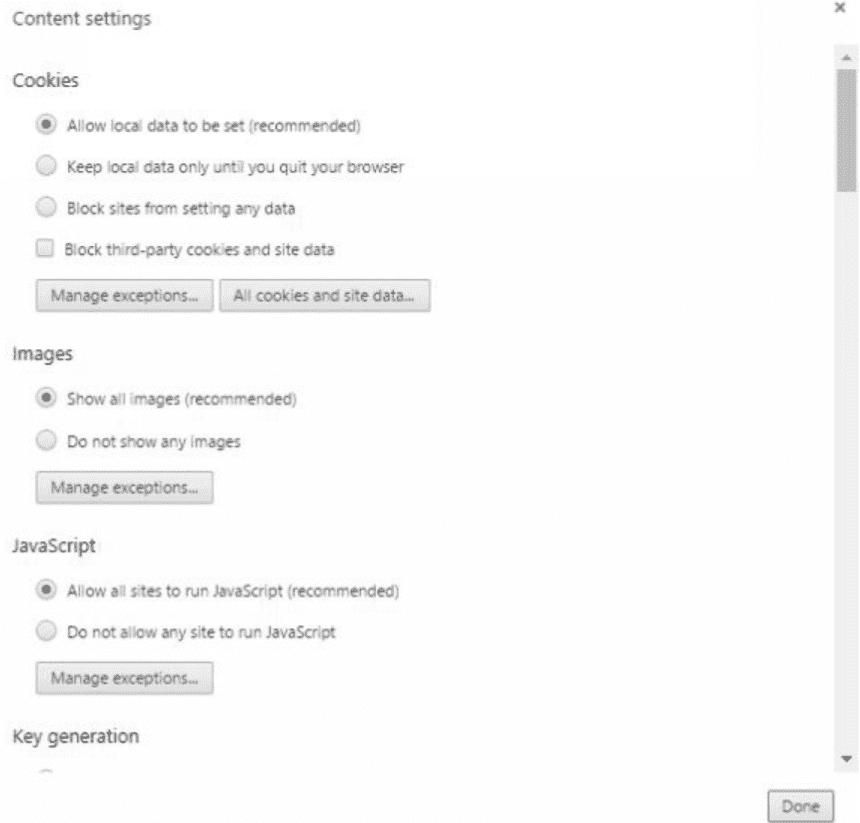 Content settings
Cookies
Allow local data to be set (recommended)
Keep local data only until you quit your browser
Block sites from setting any data
Block third-party cookies and site data
Manage exceptions... All cookies and site data...
Images
Show all images (recommended)
Do not show any images
Manage exceptions...
JavaScript
Allow all sites to run JavaScript (recommended)
Do not allow any site to run JavaScript
Manage exceptions...
Key generation
Done